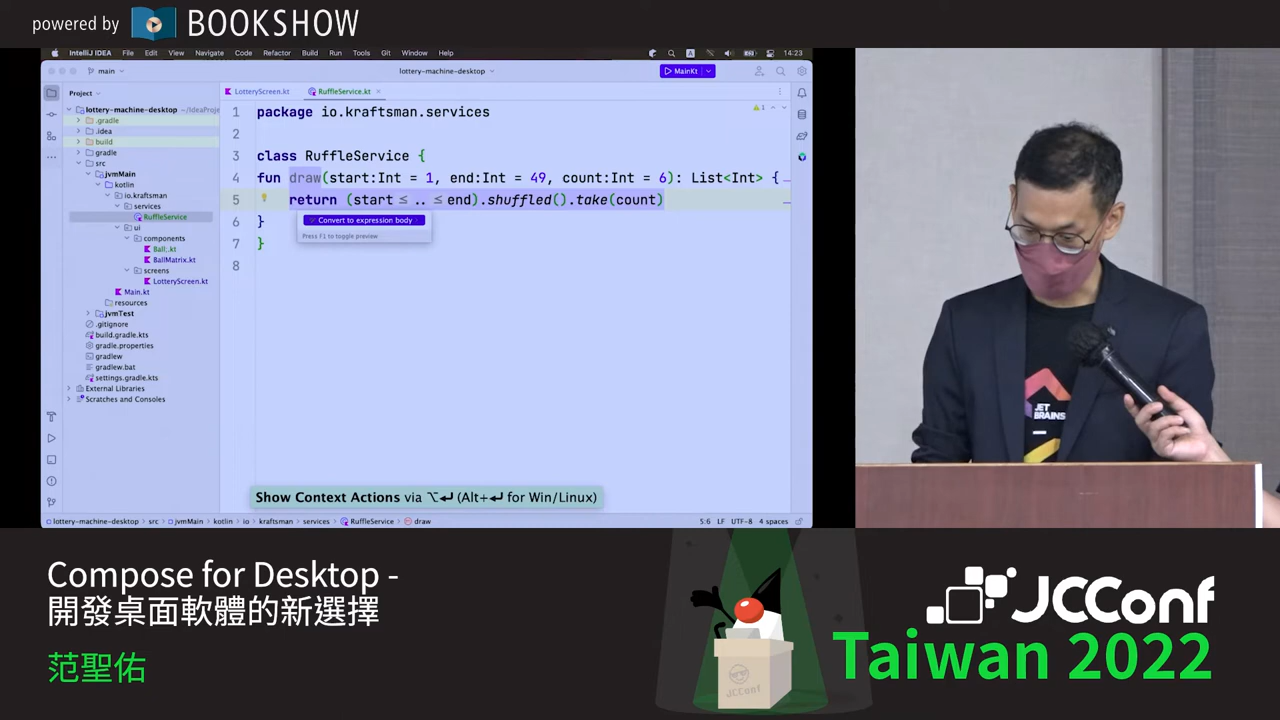 powered by BOOKSHOW
IntelliJ IDEA File Edit View Navigate Code Refactor Build Run Tools Git Window Help
A
14:23
main
lottery-machine-desktop
MainKt
Project
LotteryScreen.kt
RuffleService.kt
lottery-machine-desktop ~/IdeaProje
.gradle
.idea
build
gradle
src
jvmMain
kotlin
io.kraftsman
services
RuffleService
ui
components
Ball.kt
BallMatrix.kt
screens
LotteryScreen.kt
Main.kt
resources
jvmTest
.gitignore
build.gradle.kts
gradle.properties
gradlew
gradlew.bat
settings.gradle.kts
External Libraries
Scratches and Consoles
1 package io.kraftsman.services
1
2
3 class RuffleService {
4 fun draw(start:Int = 1, end:Int = 49, count:Int = 6): List<Int> {
5 return (start ≤ .. ≤ end).shuffled().take(count)
6 }
7 }
8
Convert to expression body
Press F1 to toggle preview
Show Context Actions via ⌥↩ (Alt+↩ for Win/Linux)
lottery-machine-desktop > src > jvmMain > kotlin > io > kraftsman > services > RuffleService > draw
5:6 LF UTF-8 4 spaces
JET
BRAINS
Compose for Desktop -
開發桌面軟體的新選擇
范聖佑
JCConf
JCConf
Taiwan 2022